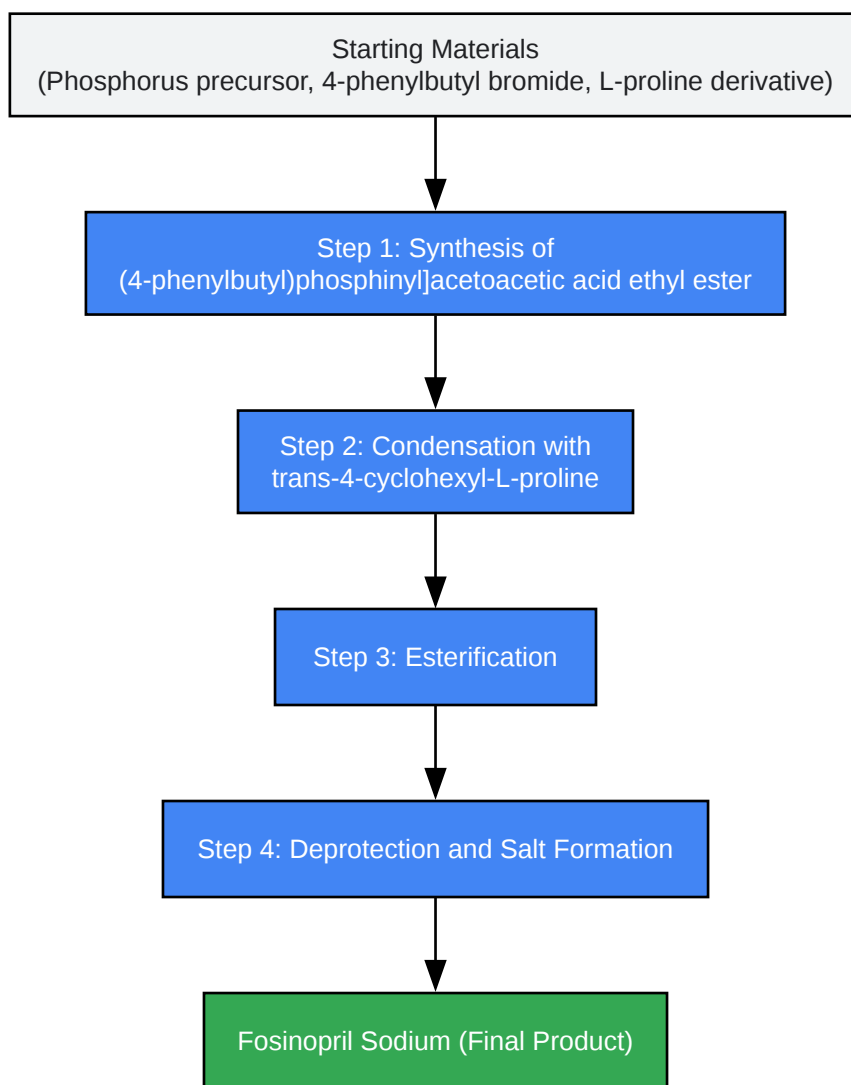 Starting Materials
(Phosphorus precursor, 4-phenylbutyl bromide, L-proline derivative)
Step 1: Synthesis of
(4-phenylbutyl)phosphinyl]acetoacetic acid ethyl ester
Step 2: Condensation with
trans-4-cyclohexyl-L-proline
Step 3: Esterification
Step 4: Deprotection and Salt Formation
Fosinopril Sodium (Final Product)